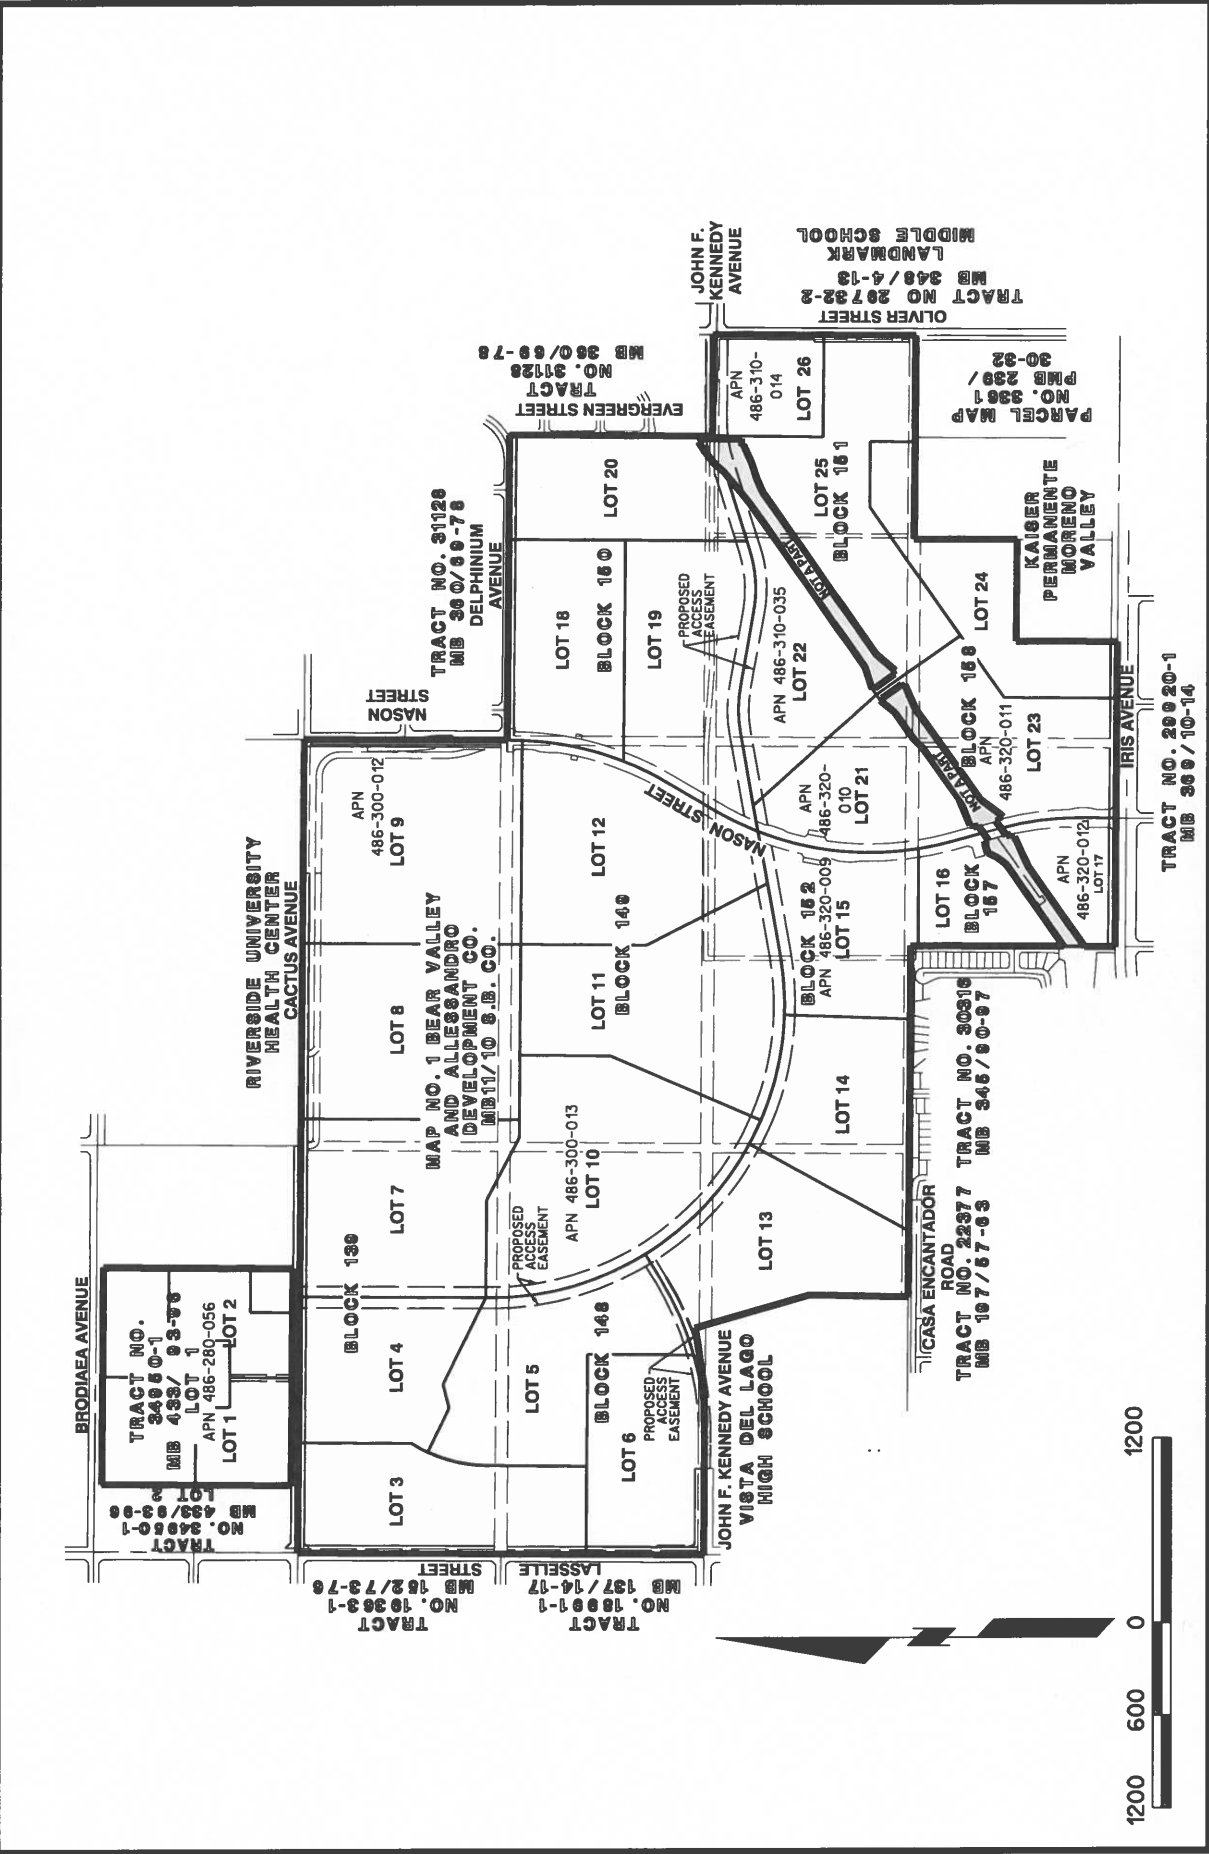 BRODIAEA AVENUE
TRACT NO.
34950-1
MB 433/ 93-96
LOT 1
APN 486-280-056
LOT 1
LOT 2
TRACT
NO. 34950-1
MB 433/93-96
LOT 2
RIVERSIDE UNIVERSITY
HEALTH CENTER
CACTUS AVENUE
LASSELLE
STREET
TRACT
NO. 19363-1
MB 152/73-76
TRACT
NO. 18991-1
MB 137/14-17
LOT 3
LOT 4
BLOCK 139
LOT 7
LOT 8
APN
486-300-012
LOT 9
MAP NO. 1 BEAR VALLEY
AND ALLESSANDRO
DEVELOPMENT CO.
MB11/10 S.B. CO.
NASON
STREET
TRACT NO. 31128
MB 360/69-78
DELPHINIUM
AVENUE
EVERGREEN STREET
TRACT
NO. 31128
MB 360/69-78
LOT 5
BLOCK 148
LOT 6
PROPOSED
ACCESS
EASEMENT
PROPOSED
ACCESS
EASEMENT
APN 486-300-013
LOT 10
LOT 11
BLOCK 149
LOT 12
LOT 18
BLOCK 150
LOT 19
LOT 20
PROPOSED
ACCESS
EASEMENT
NASON STREET
JOHN F.
KENNEDY
AVENUE
JOHN F. KENNEDY AVENUE
VISTA DEL LAGO
HIGH SCHOOL
LOT 13
LOT 14
BLOCK 152
APN 486-320-009
LOT 15
APN
486-320-
010
LOT 21
APN 486-310-035
LOT 22
NOT A PART
LOT 25
BLOCK 151
APN
486-310-
014
LOT 26
OLIVER STREET
TRACT NO 29732-2
MB 348/4-13
LANDMARK
MIDDLE SCHOOL
PARCEL MAP
NO. 3361
PMB 239/
30-32
KAISER
PERMANENTE
MORENO
VALLEY
CASA ENCANTADOR
ROAD
TRACT NO. 22377
MB 197/57-63
TRACT NO. 30316
MB 345/90-97
LOT 16
BLOCK
157
APN
486-320-012
LOT 17
NOT A PART
BLOCK 158
APN
486-320-011
LOT 23
LOT 24
IRIS AVENUE
TRACT NO. 29920-1
MB 369/10-14
1200
600
0
1200